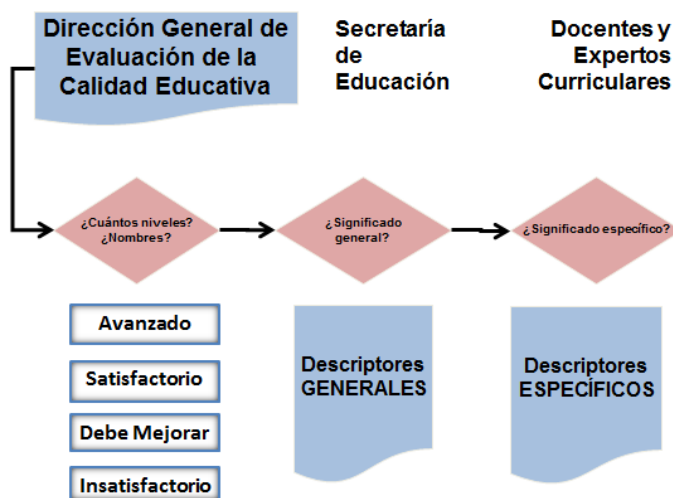 Dirección General de
Evaluación de la
Calidad Educativa
Secretaría
de
Educación
Docentes y
Expertos
Curriculares
¿Cuántos niveles?
¿Nombres?
¿Significado
general?
¿Significado específico?
Avanzado
Satisfactorio
Debe Mejorar
Insatisfactorio
Descriptores
GENERALES
Descriptores
ESPECÍFICOS